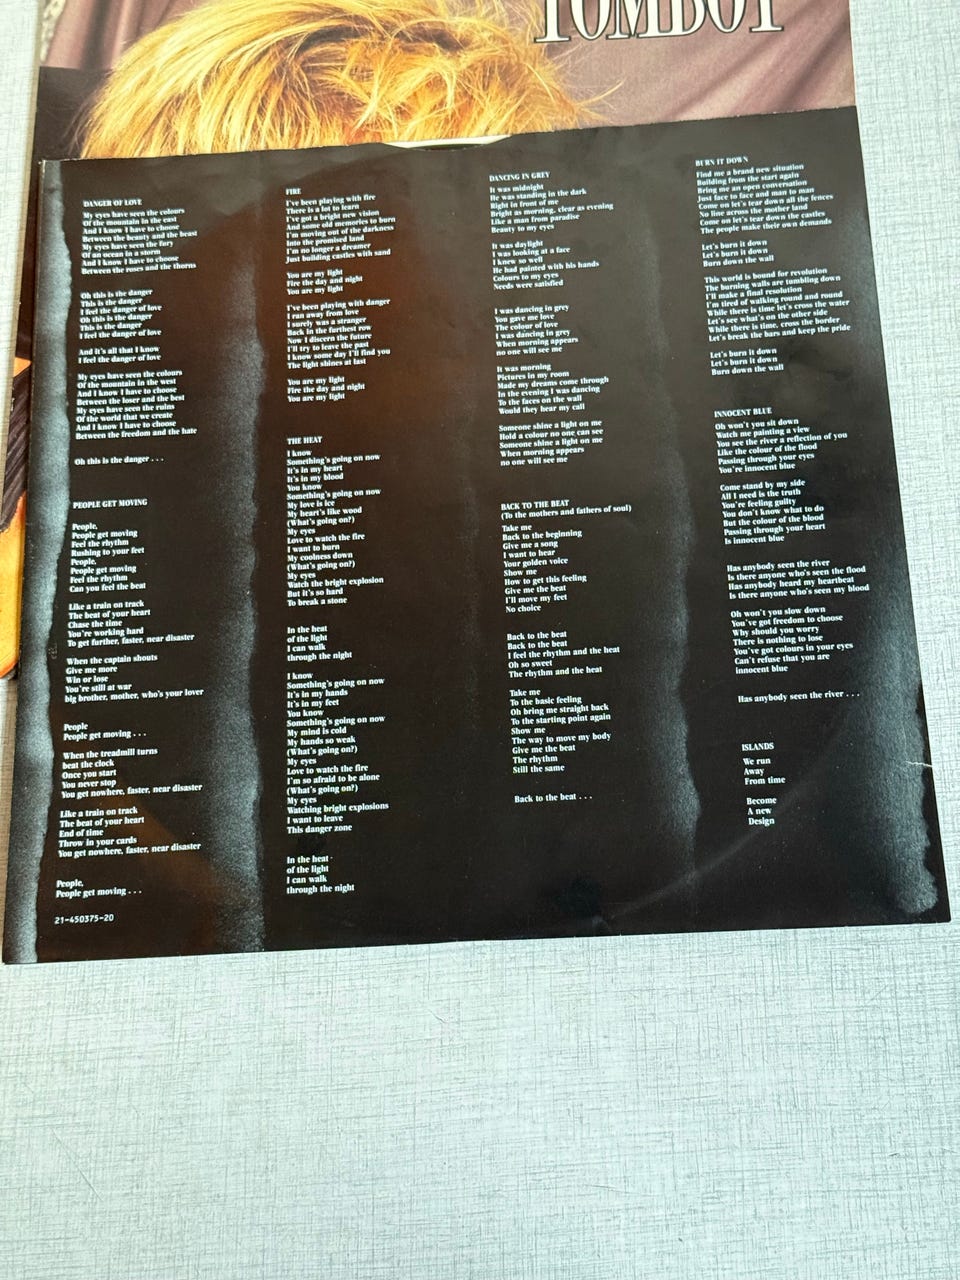 TOMBOY
DANGER OF LOVE
My eyes have seen the colours
Of the mountain in the east
And I know I have to choose
Between the beauty and the beast
My eyes have seen the fury
Of an ocean in a storm
And I know I have to choose
Between the roses and the thorns
Oh this is the danger
This is the danger
I feel the danger of love
Oh this is the danger
This is the danger
I feel the danger of love
And it's all that I know
I feel the danger of love
My eyes have seen the colours
Of the mountain in the west
And I know I have to choose
Between the loser and the best
My eyes have seen the ruins
Of the world that we create
And I know I have to choose
Between the freedom and the hate
Oh this is the danger . . .
PEOPLE GET MOVING
People,
People get moving
Feel the rhythm
Rushing to your feet
People,
People get moving
Feel the rhythm
Can you feel the beat
Like a train on track
The beat of your heart
Chase the time
You're working hard
To get further, faster, near disaster
When the captain shouts
Give me more
Win or lose
You're still at war
big brother, mother, who's your lover
People
People get moving . . .
When the treadmill turns
beat the clock
Once you start
You never stop
You get nowhere, faster, near disaster
Like a train on track
The beat of your heart
End of time
Throw in your cards
You get nowhere, faster, near disaster
People,
People get moving . . .
21-450375-20
FIRE
I've been playing with fire
There is a lot to learn
I've got a bright new vision
And some old memories to burn
I'm moving out of the darkness
Into the promised land
I'm no longer a dreamer
Just building castles with sand
You are my light
Fire the day and night
You are my light
I've been playing with danger
I ran away from love
I surely was a stranger
Back in the furthest row
Now I discern the future
I'll try to leave the past
I know some day I'll find you
The light shines at last
You are my light
Fire the day and night
You are my light
THE HEAT
I know
Something's going on now
It's in my heart
It's in my blood
You know
Something's going on now
My love is ice
My heart's like wood
(What's going on?)
My eyes
Love to watch the fire
I want to burn
My coolness down
(What's going on?)
My eyes
Watch the bright explosion
But it's so hard
To break a stone
In the heat
of the light
I can walk
through the night
I know
Something's going on now
It's in my hands
It's in my feet
You know
Something's going on now
My mind is cold
My hands so weak
(What's going on?)
My eyes
Love to watch the fire
I'm so afraid to be alone
(What's going on?)
My eyes
Watching bright explosions
I want to leave
This danger zone
In the heat
of the light
I can walk
through the night
DANCING IN GREY
It was midnight
He was standing in the dark
Right in front of me
Bright as morning, clear as evening
Like a man from paradise
Beauty to my eyes
It was daylight
I was looking at a face
I knew so well
He had painted with his hands
Colours to my eyes
Needs were satisfied
I was dancing in grey
You gave me love
The colour of love
I was dancing in grey
When morning appears
no one will see me
It was morning
Pictures in my room
Made my dreams come through
In the evening I was dancing
To the faces on the wall
Would they hear my call
Someone shine a light on me
Hold a colour no one can see
Someone shine a light on me
When morning appears
no one will see me
BACK TO THE BEAT
(To the mothers and fathers of soul)
Take me
Back to the beginning
Give me a song
I want to hear
Your golden voice
Show me
How to get this feeling
Give me the beat
I'll move my feet
No choice
Back to the beat
Back to the beat
I feel the rhythm and the heat
Oh so sweet
The rhythm and the heat
Take me
To the basic feeling
Oh bring me straight back
To the starting point again
Show me
The way to move my body
Give me the beat
The rhythm
Still the same
Back to the beat . . .
BURN IT DOWN
Find me a brand new situation
Building from the start again
Bring me an open conversation
Just face to face and man to man
Come on let's tear down all the fences
No line across the mother land
Come on let's tear down the castles
The people make their own demands
Let's burn it down
Let's burn it down
Burn down the wall
This world is bound for revolution
The burning walls are tumbling down
I'll make a final resolution
I'm tired of walking round and round
While there is time let's cross the water
Let's see what's on the other side
While there is time, cross the border
Let's break the bars and keep the pride
Let's burn it down
Let's burn it down
Burn down the wall
INNOCENT BLUE
Oh won't you sit down
Watch me painting a view
You see the river a reflection of you
Like the colour of the flood
Passing through your eyes
You're innocent blue
Come stand by my side
All I need is the truth
You're feeling guilty
You don't know what to do
But the colour of the blood
Passing through your heart
Is innocent blue
Has anybody seen the river
Is there anyone who's seen the flood
Has anybody heard my heartbeat
Is there anyone who's seen my blood
Oh won't you slow down
You've got freedom to choose
Why should you worry
There is nothing to lose
You've got colours in your eyes
Can't refuse that you are
innocent blue
Has anybody seen the river . . .
ISLANDS
We run
Away
From time
Become
A new
Design